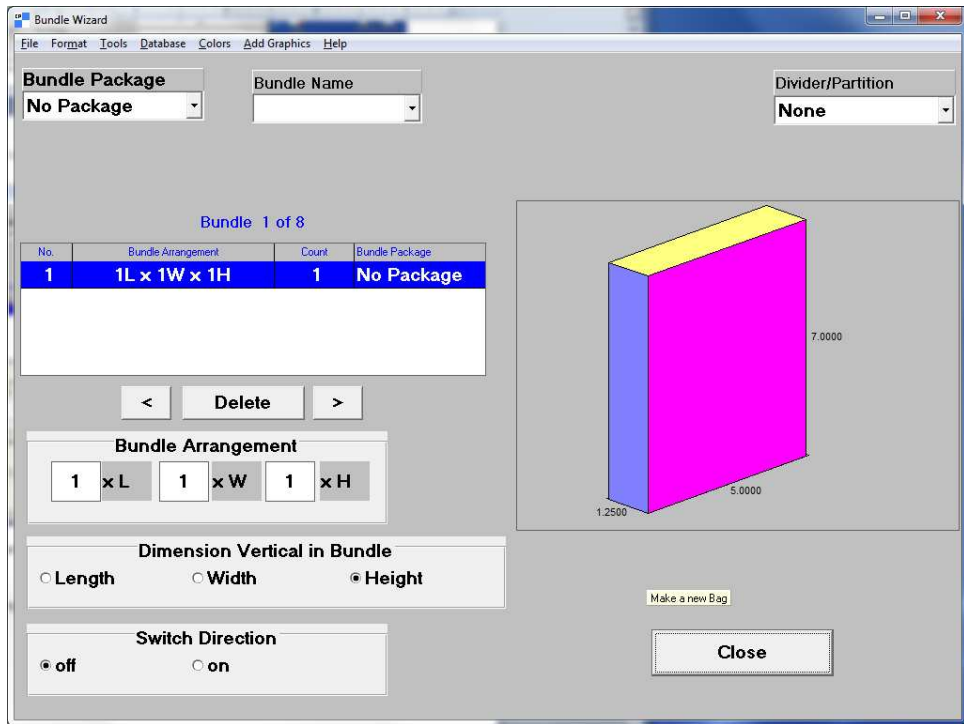 Bundle Wizard
File Format Tools Database Colors Add Graphics Help
Bundle Package
No Package
Bundle Name
Divider/Partition
None
Bundle 1 of 8
No. Bundle Arrangement Count Bundle Package
1 1L x 1W x 1H 1 No Package
< Delete >
Bundle Arrangement
1 x L 1 x W 1 x H
Dimension Vertical in Bundle
Length Width Height
Switch Direction
off on
7.0000
5.0000
1.2500
Make a new Bag
Close